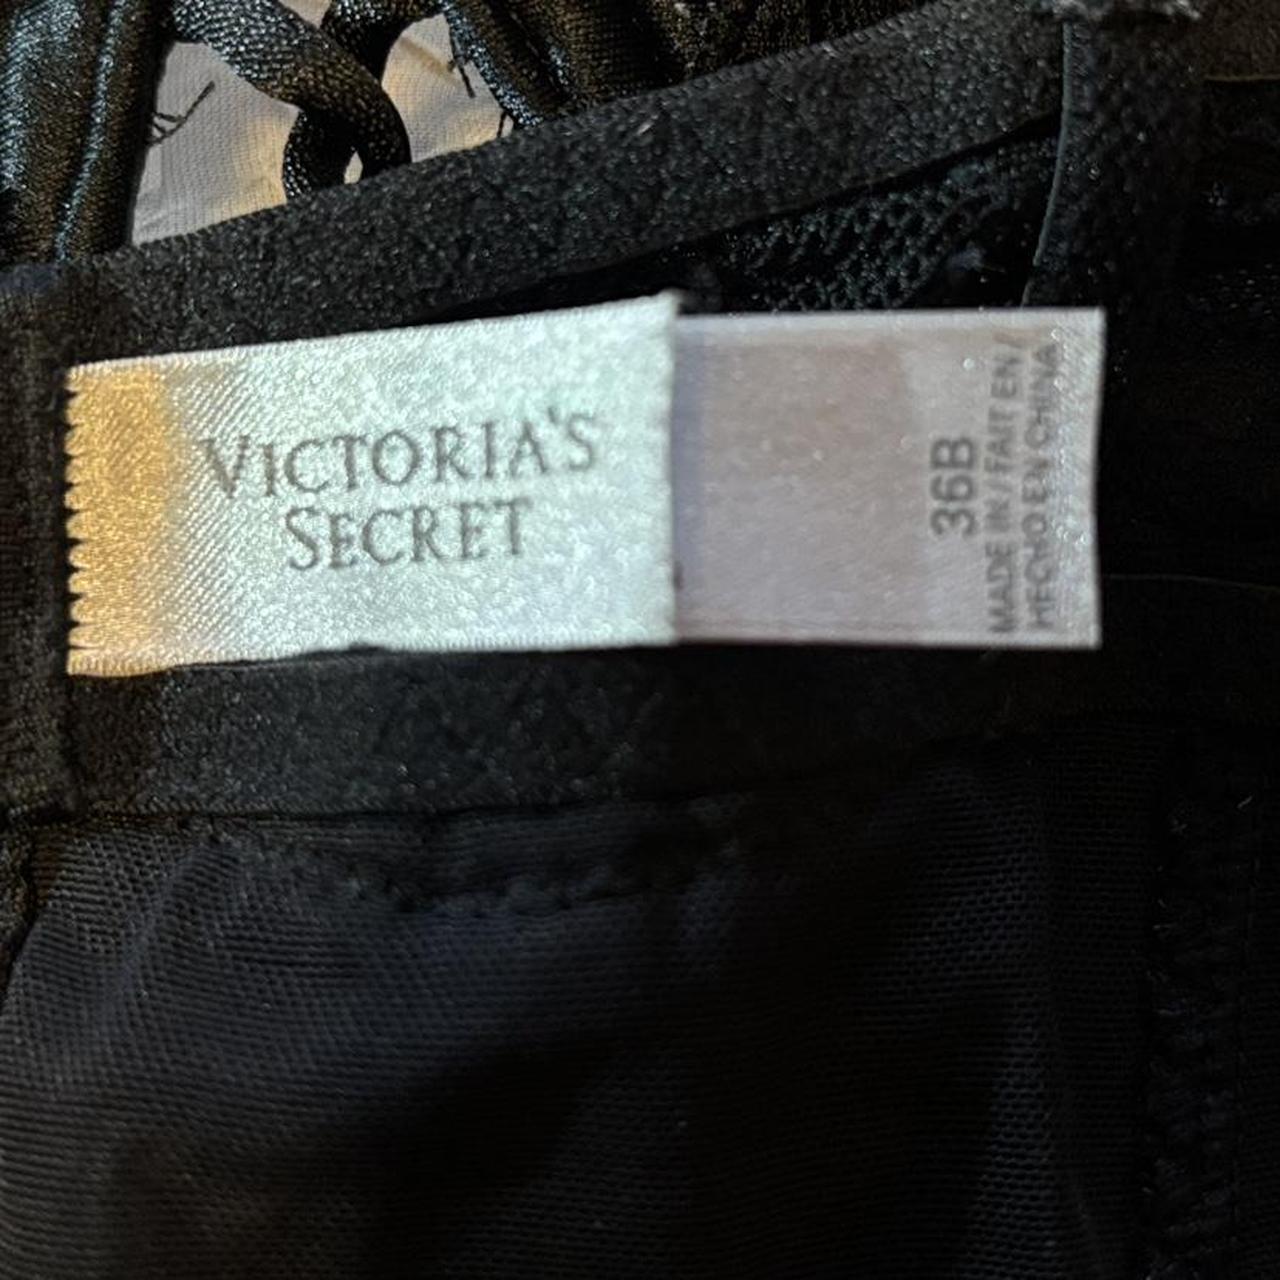 VICTORIA'S
SECRET
36B
MADE IN / FAIT EN /
HECHO EN CHINA